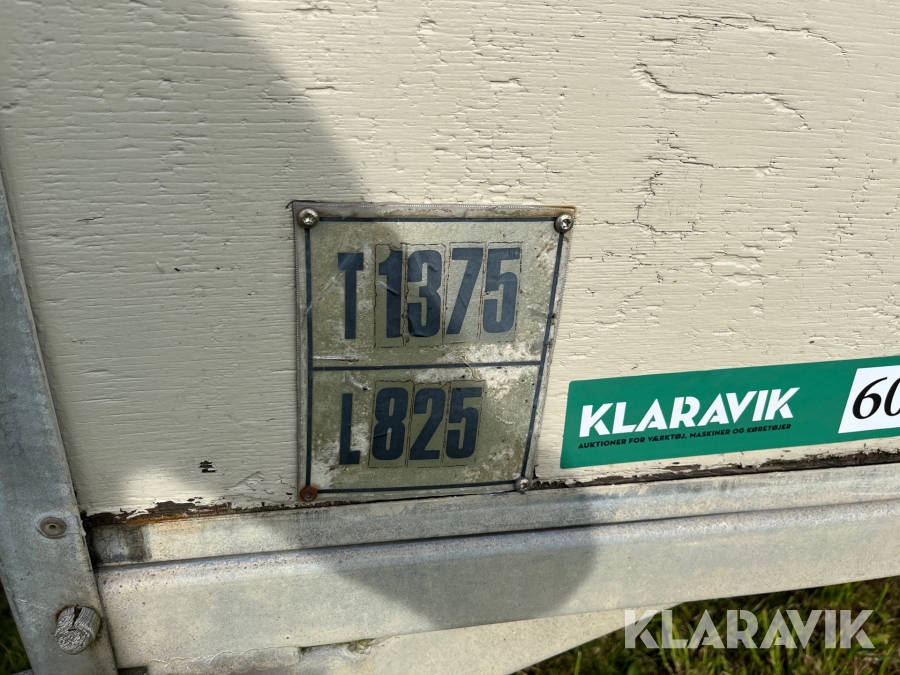 T1375
L825
KLARAVIK
AUKTIONER FOR VÆRKTØJ, MASKINER OG KØRETØJER
60
KLARAVIK